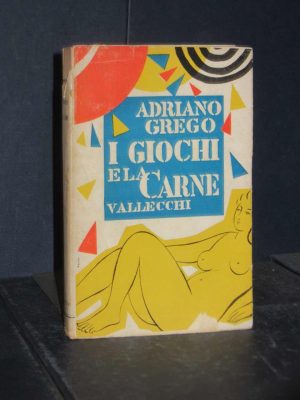 ADRIANO
GREGO
I GIOCHI
E LA CARNE
VALLECCHI